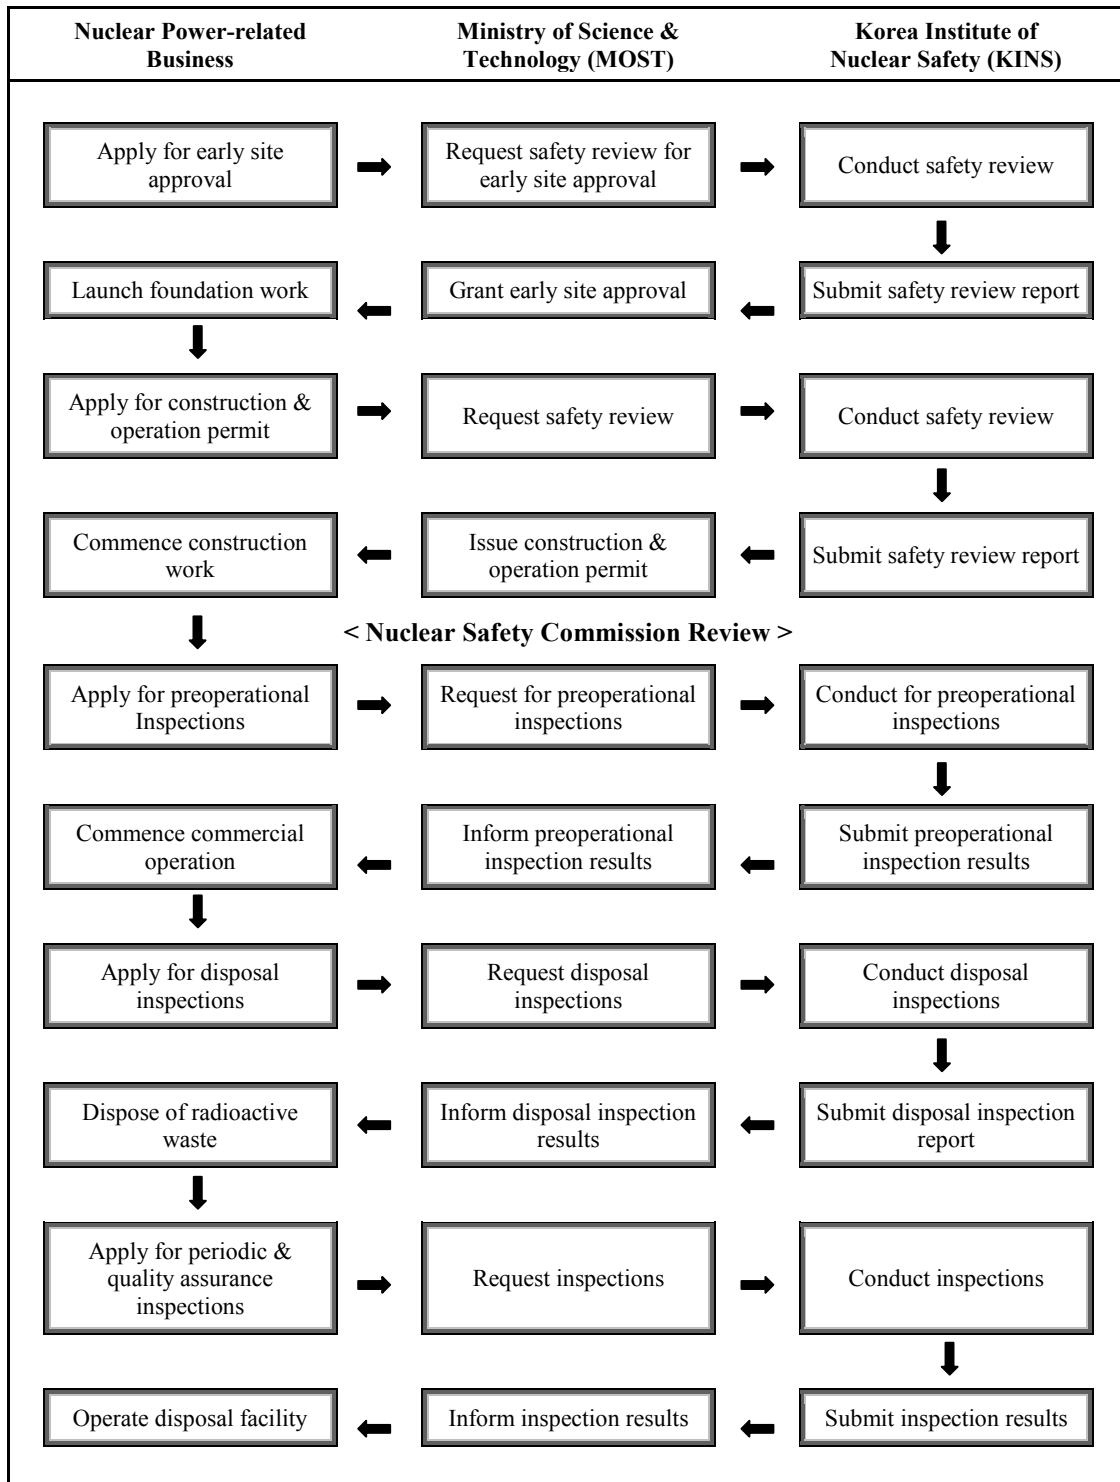 Nuclear Power-related
Business
Ministry of Science &
Technology (MOST)
Korea Institute of
Nuclear Safety (KINS)
Apply for early site
approval
Request safety review for
early site approval
Conduct safety review
Launch foundation work
Grant early site approval
Submit safety review report
Apply for construction &
operation permit
Request safety review
Conduct safety review
Commence construction
work
Issue construction &
operation permit
Submit safety review report
< Nuclear Safety Commission Review >
Apply for preoperational
Inspections
Request for preoperational
inspections
Conduct for preoperational
inspections
Commence commercial
operation
Inform preoperational
inspection results
Submit preoperational
inspection results
Apply for disposal
inspections
Request disposal
inspections
Conduct disposal
inspections
Dispose of radioactive
waste
Inform disposal inspection
results
Submit disposal inspection
report
Apply for periodic &
quality assurance
inspections
Request inspections
Conduct inspections
Operate disposal facility
Inform inspection results
Submit inspection results